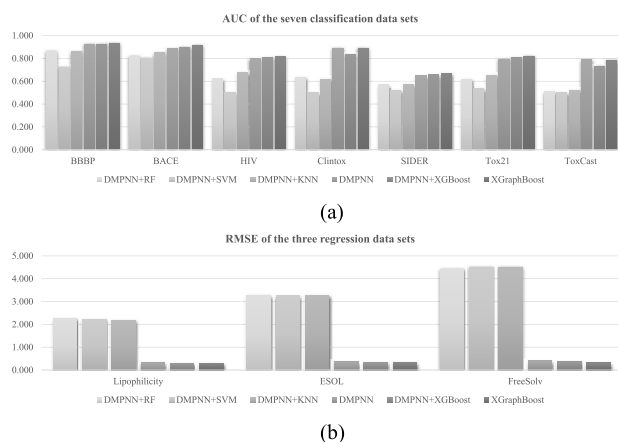 AUC of the seven classification data sets
1.000
0.800
0.600
0.400
0.200
0.000
BBBP BACE HIV Clintox SIDER Tox21 ToxCast
DMPNN+RF DMPNN+SVM DMPNN+KNN DMPNN DMPNN+XGBoost XGraphBoost
(a)
RMSE of the three regression data sets
5.000
4.000
3.000
2.000
1.000
0.000
Lipophilicity ESOL FreeSolv
DMPNN+RF DMPNN+SVM DMPNN+KNN DMPNN DMPNN+XGBoost XGraphBoost
(b)